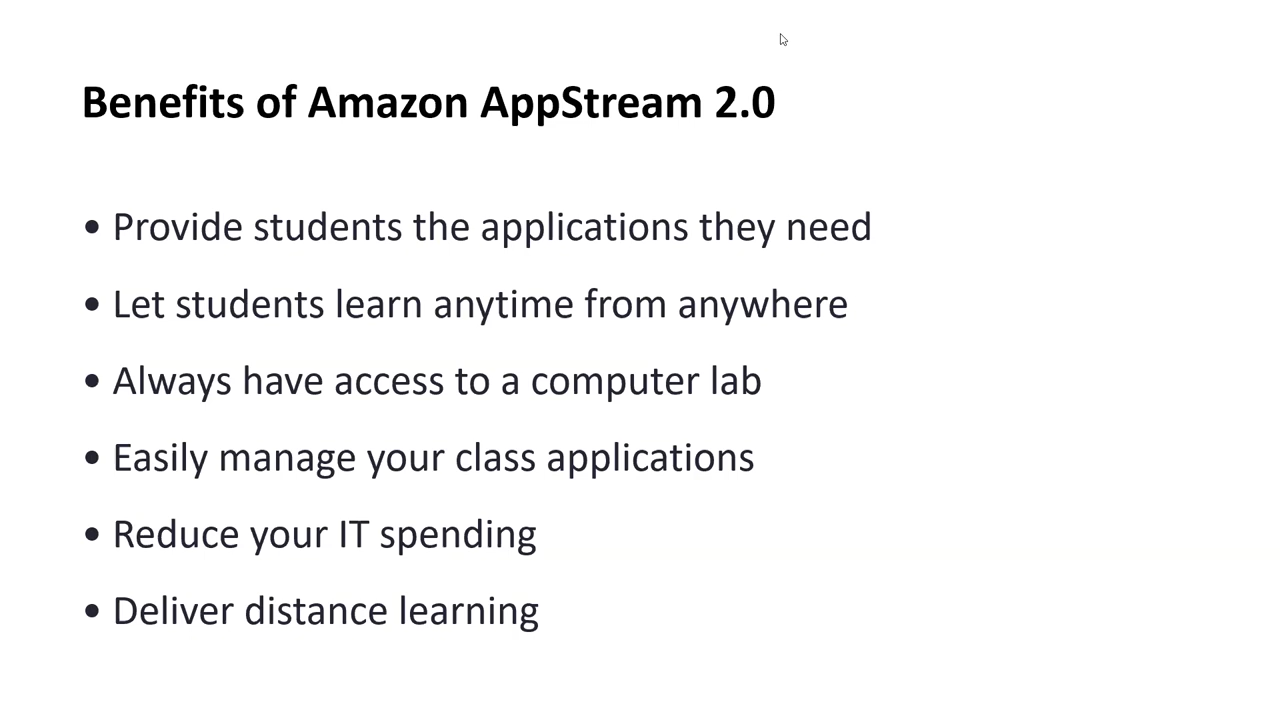 Benefits of Amazon AppStream 2.0
• Provide students the applications they need
• Let students learn anytime from anywhere
• Always have access to a computer lab
• Easily manage your class applications
• Reduce your IT spending
• Deliver distance learning